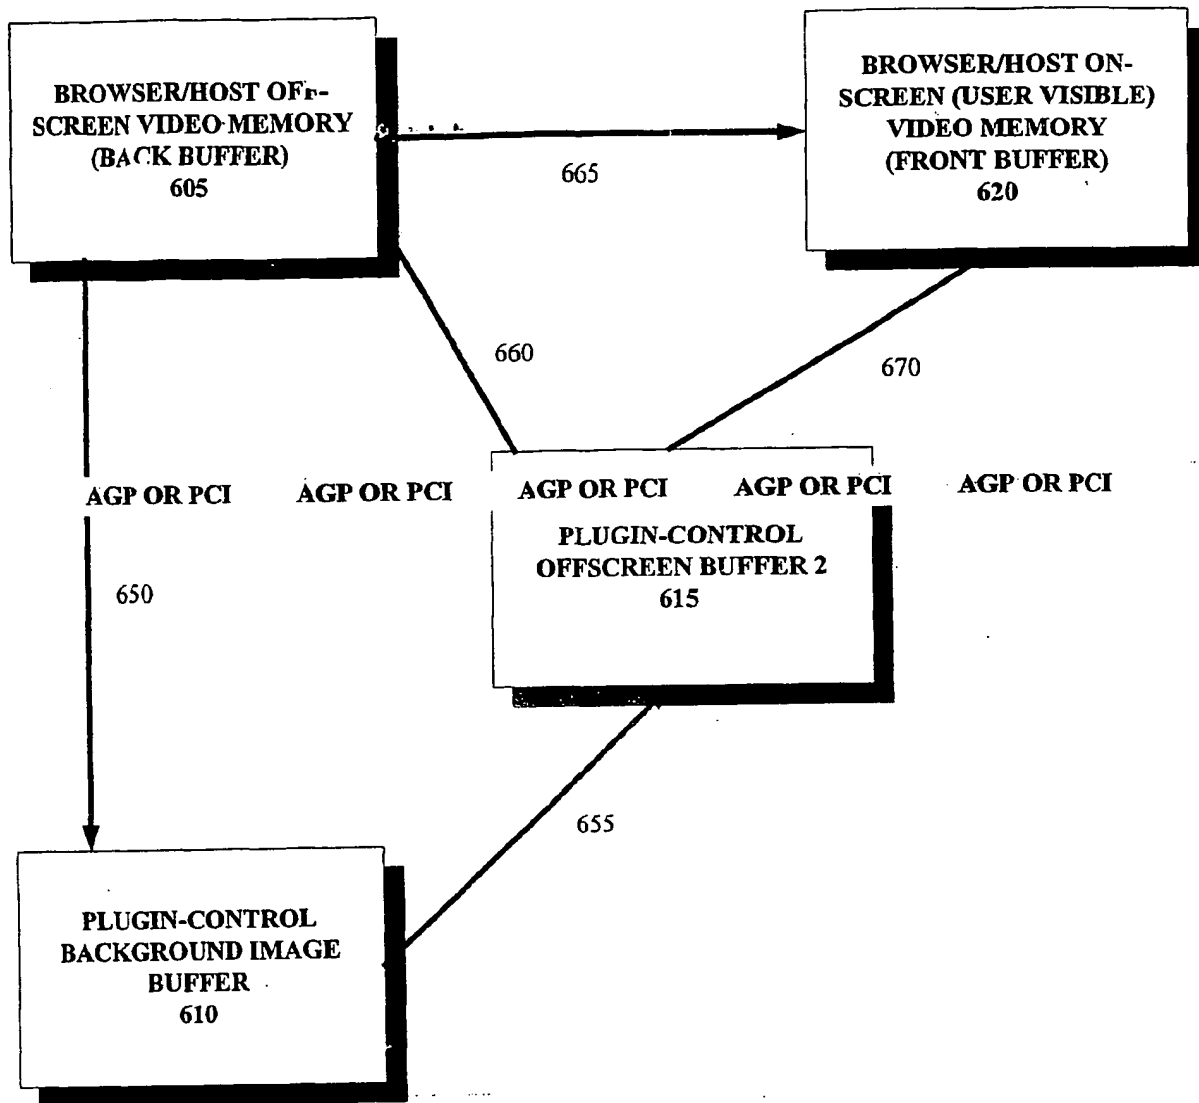 BROWSER/HOST OFF-
SCREEN VIDEO MEMORY
(BACK BUFFER)
605
BROWSER/HOST ON-
SCREEN (USER VISIBLE)
VIDEO MEMORY
(FRONT BUFFER)
620
665
660
670
AGP OR PCI AGP OR PCI AGP OR PCI AGP OR PCI AGP OR PCI
PLUGIN-CONTROL
OFFSCREEN BUFFER 2
615
650
655
PLUGIN-CONTROL
BACKGROUND IMAGE
BUFFER
610